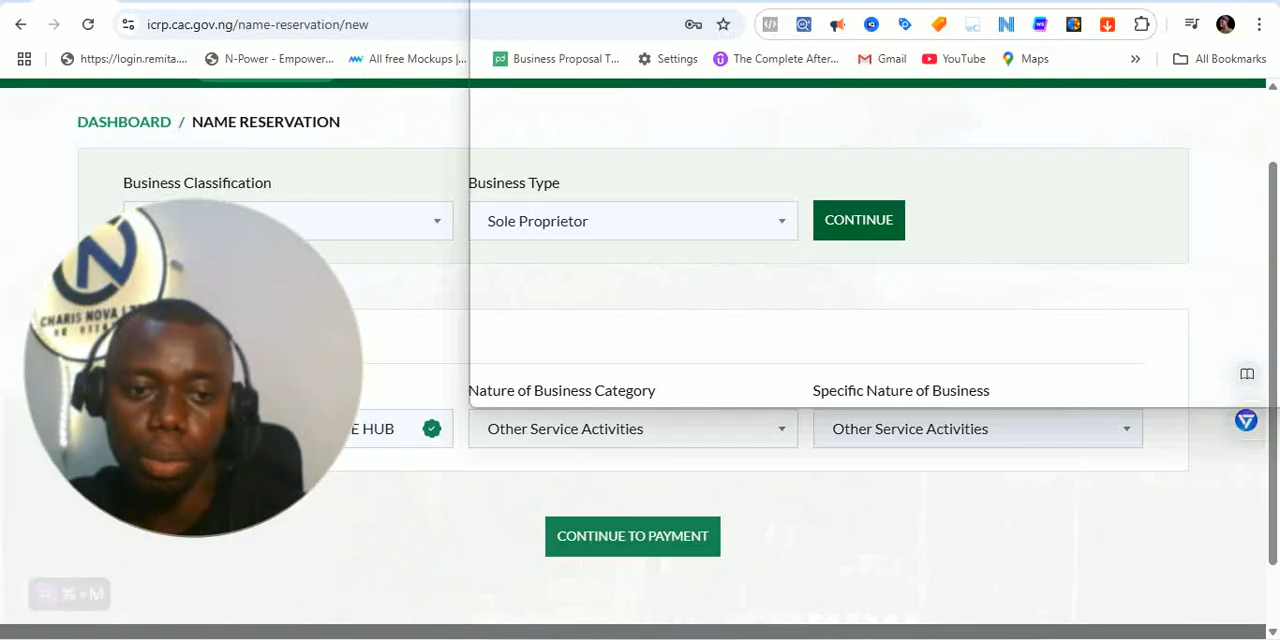 icrp.cac.gov.ng/name-reservation/new
https://login.remita.... N-Power - Empower... All free Mockups |... Business Proposal T... Settings The Complete After... Gmail YouTube Maps » All Bookmarks
DASHBOARD / NAME RESERVATION
Business Classification Business Type
Sole Proprietor CONTINUE
Nature of Business Category Specific Nature of Business
E HUB Other Service Activities Other Service Activities
CONTINUE TO PAYMENT
N
CHARIS NOVA
+M